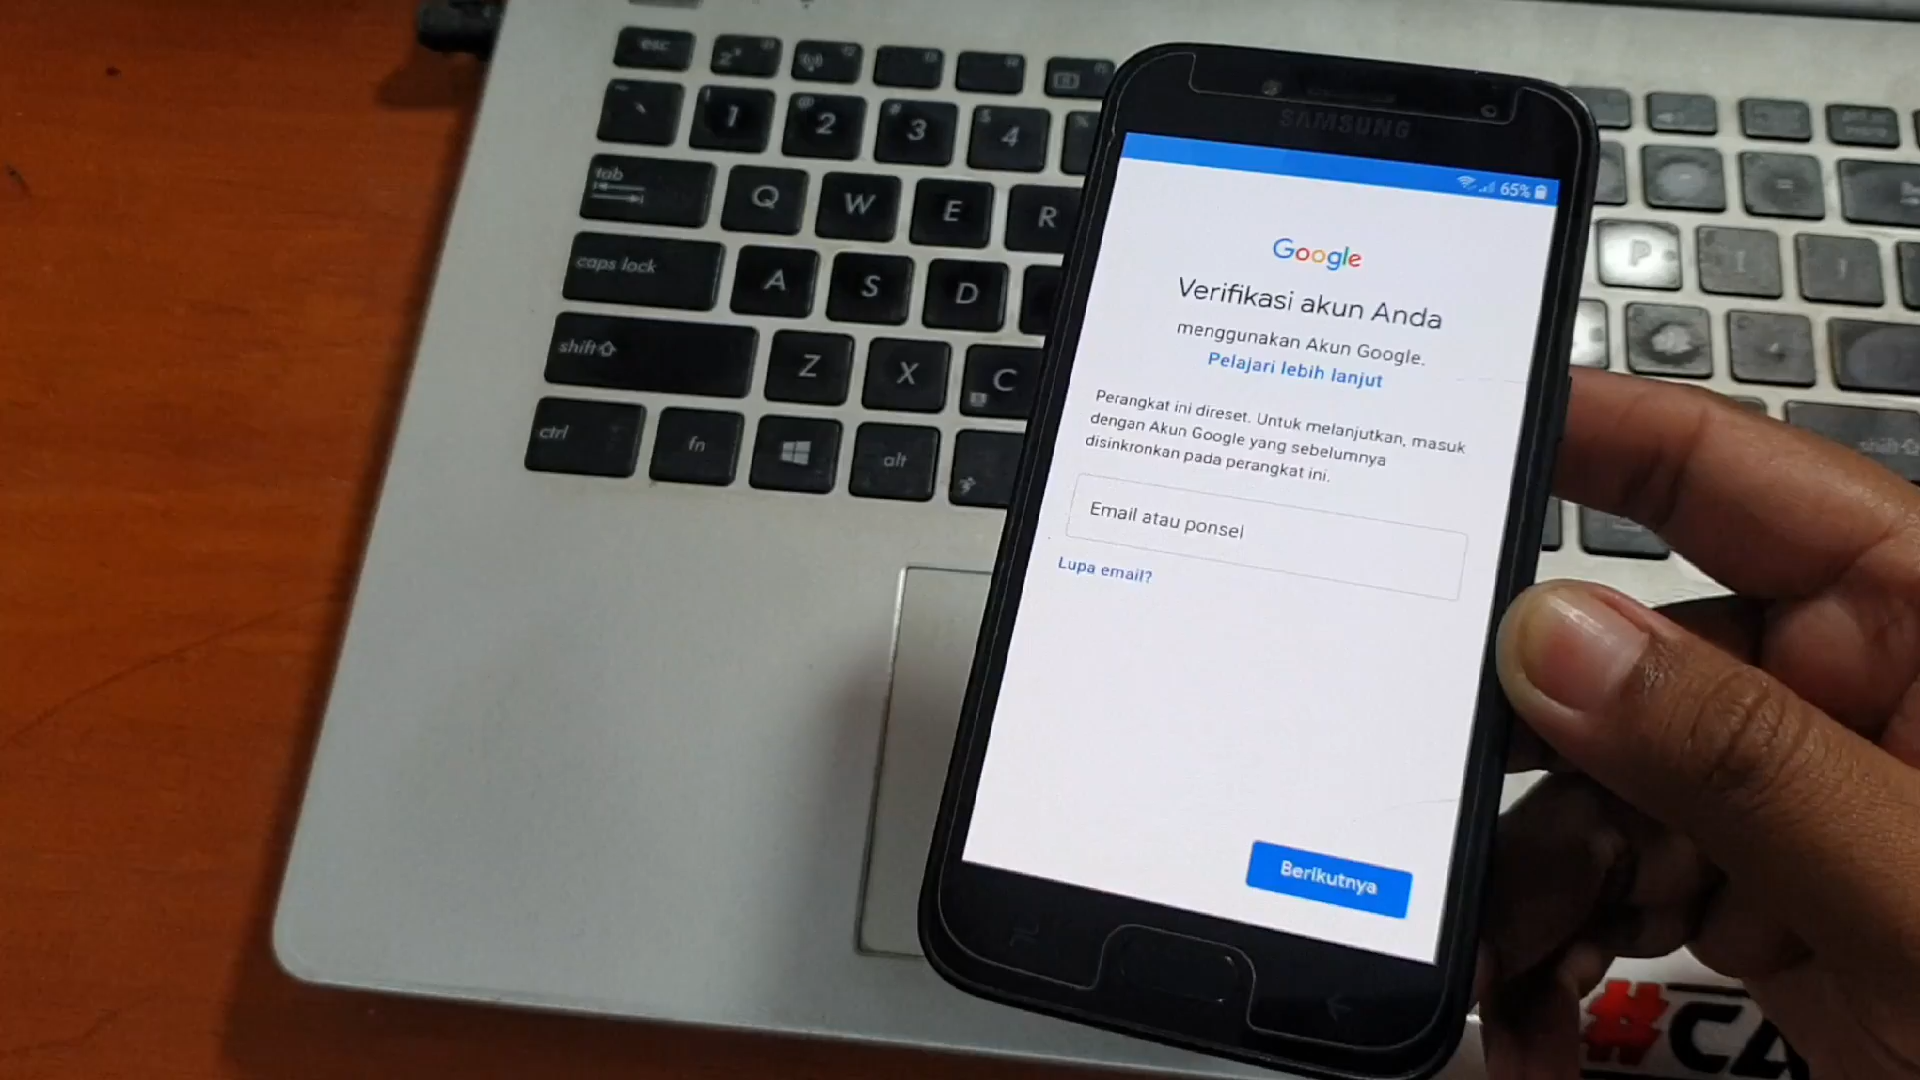 SAMSUNG
65%
Google
Verifikasi akun Anda
menggunakan Akun Google.
Pelajari lebih lanjut
Perangkat ini direset. Untuk melanjutkan, masuk
dengan Akun Google yang sebelumnya
disinkronkan pada perangkat ini.
Email atau ponsel
Lupa email?
Berikutnya
esc
1 2 3 4
tab Q W E R
P
caps lock A S D
shift Z X C
shift
ctrl fn alt